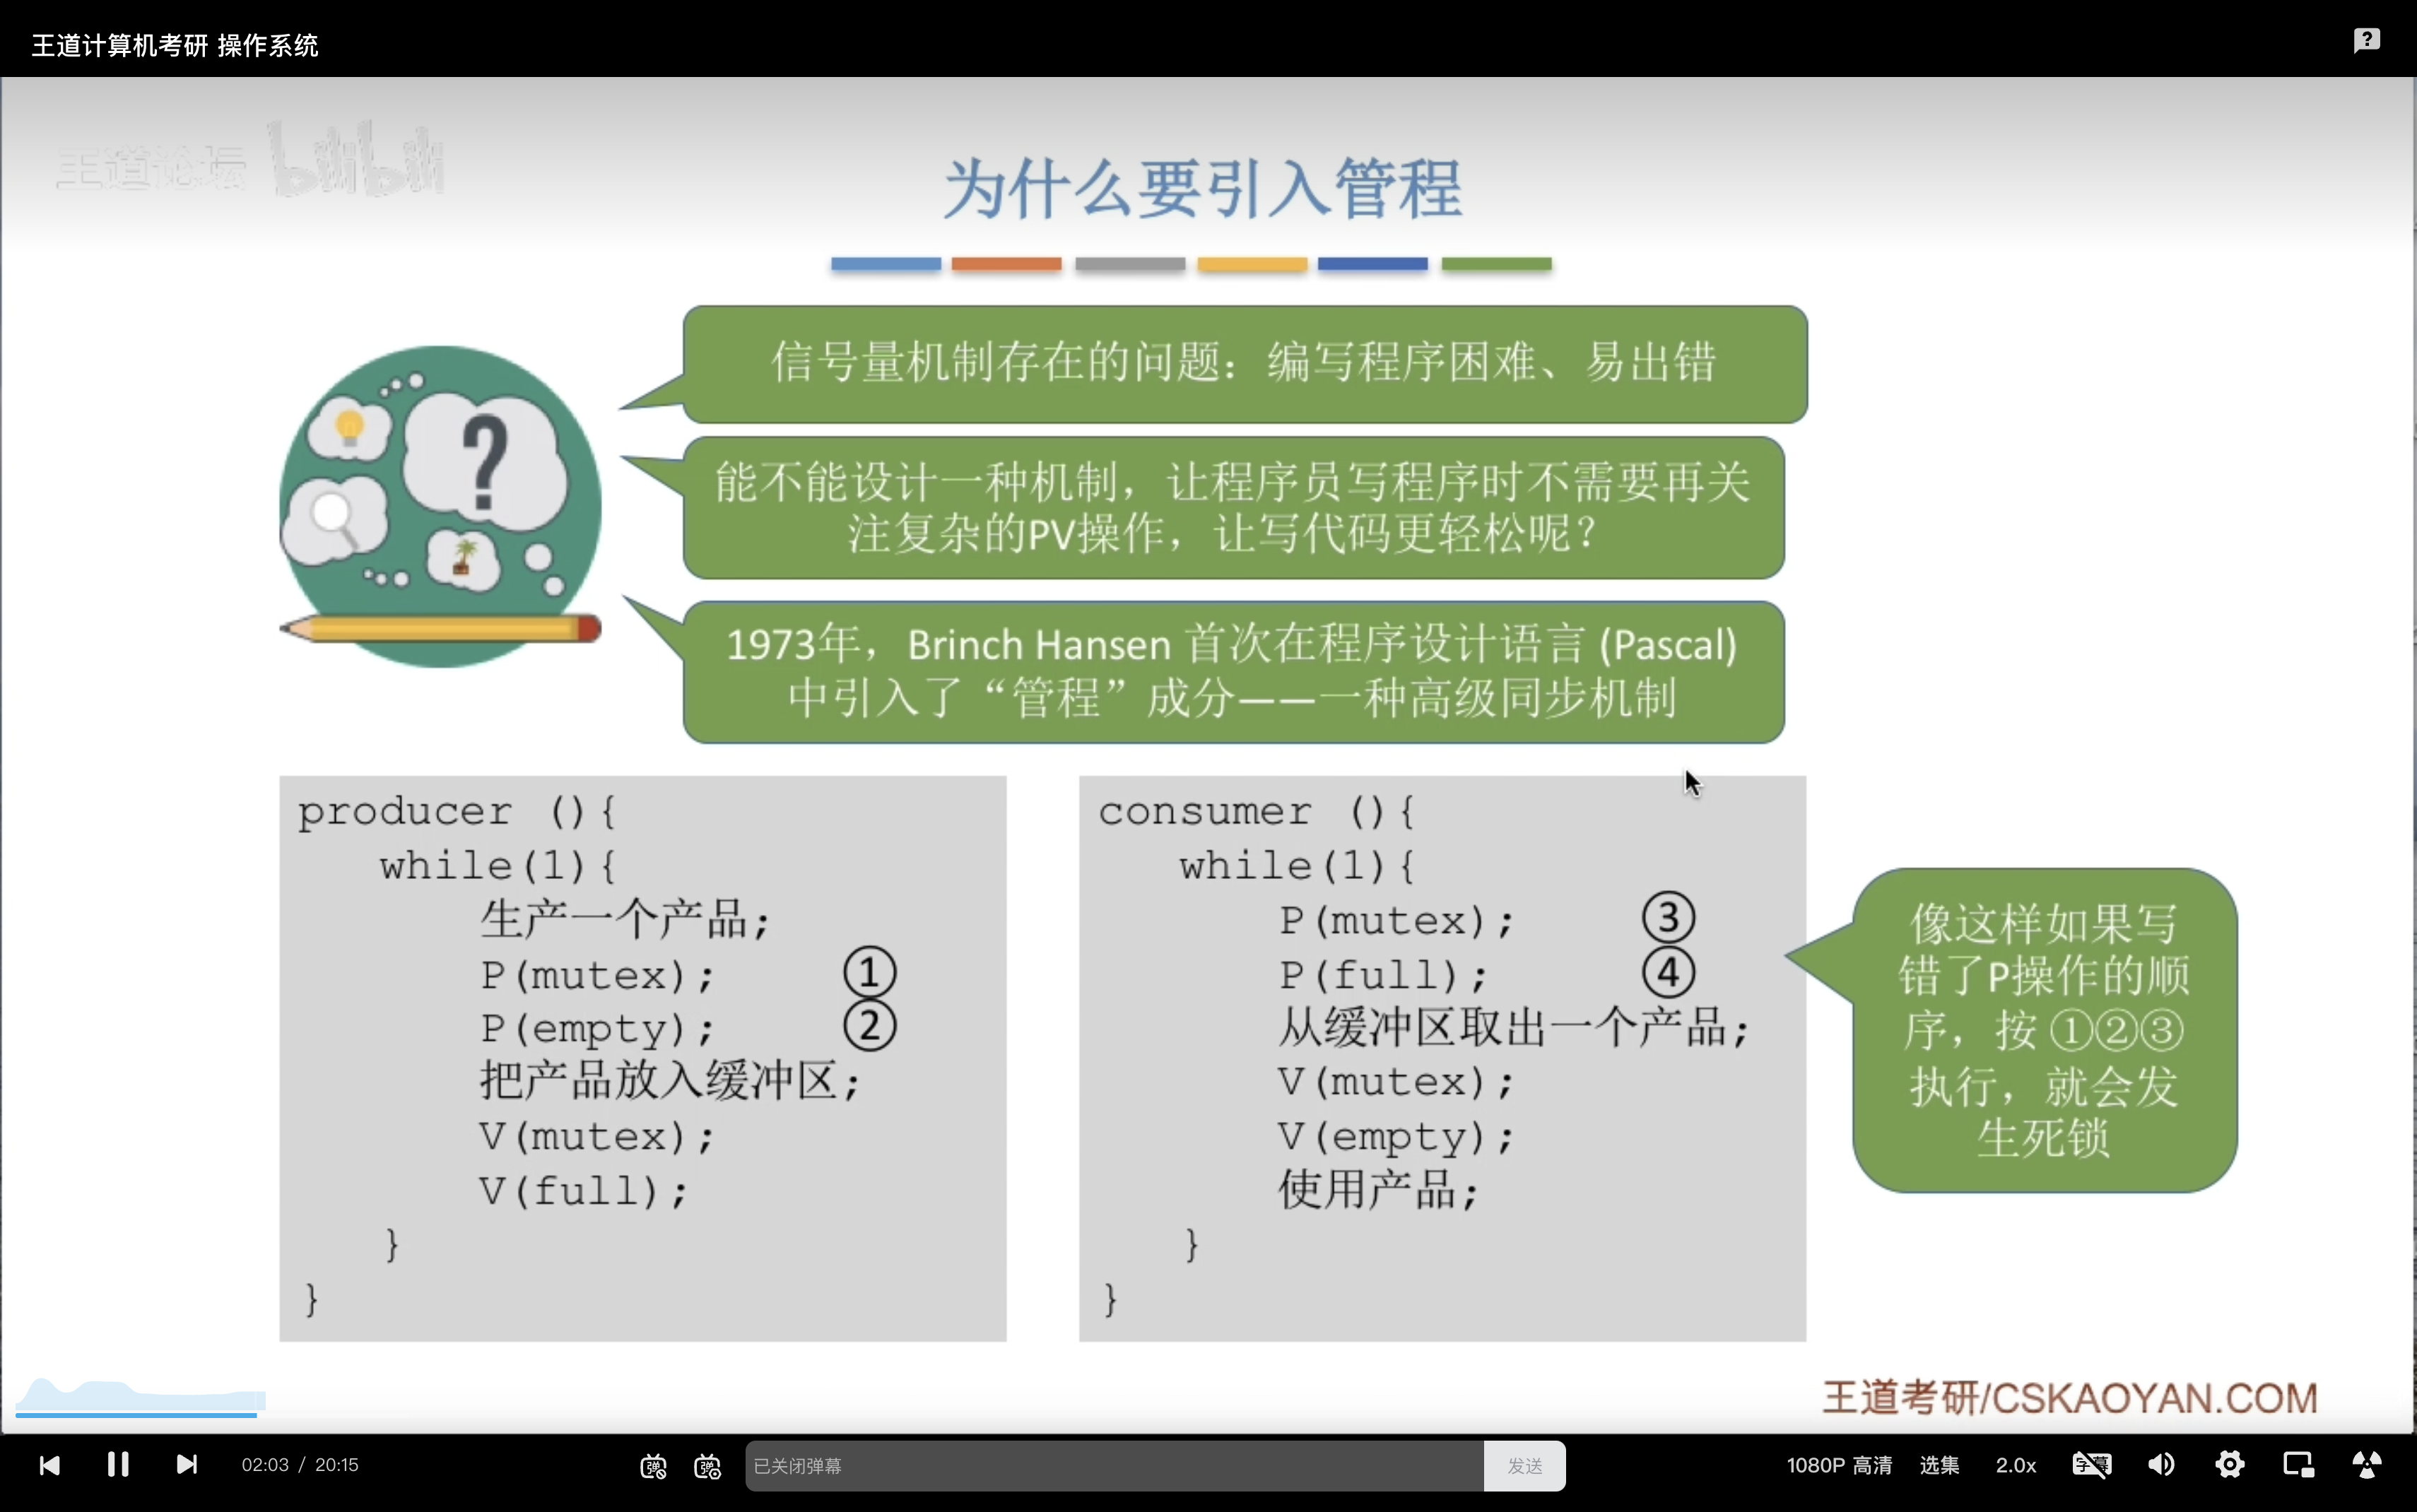 王道计算机考研 操作系统
王道论坛 bilibili
为什么要引入管程
信号量机制存在的问题：编写程序困难、易出错
能不能设计一种机制，让程序员写程序时不需要再关
注复杂的PV操作，让写代码更轻松呢？
1973年，Brinch Hansen 首次在程序设计语言 (Pascal)
中引入了“管程”成分——一种高级同步机制
producer (){
while(1){
生产一个产品;
P(mutex); ①
P(empty); ②
把产品放入缓冲区;
V(mutex);
V(full);
}
}
consumer (){
while(1){
P(mutex); ③
P(full); ④
从缓冲区取出一个产品;
V(mutex);
V(empty);
使用产品;
}
}
像这样如果写
错了P操作的顺
序，按 ①②③
执行，就会发
生死锁
王道考研/CSKAOYAN.COM
02:03 / 20:15
弹 弹
已关闭弹幕
发送
1080P 高清
选集
2.0x
字幕